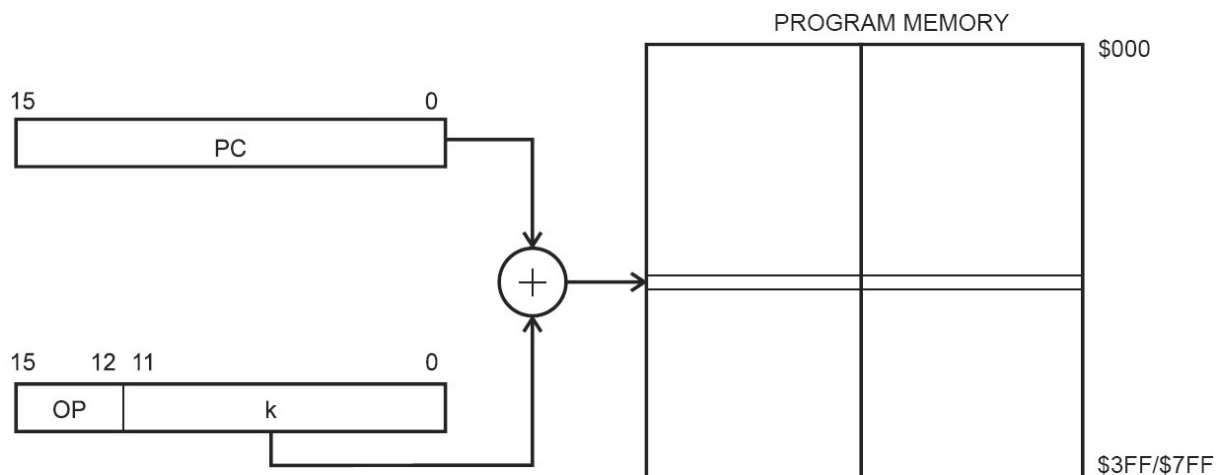 PROGRAM MEMORY
$000
15 0
PC
15 12 11 0
OP k
$3FF/$7FF